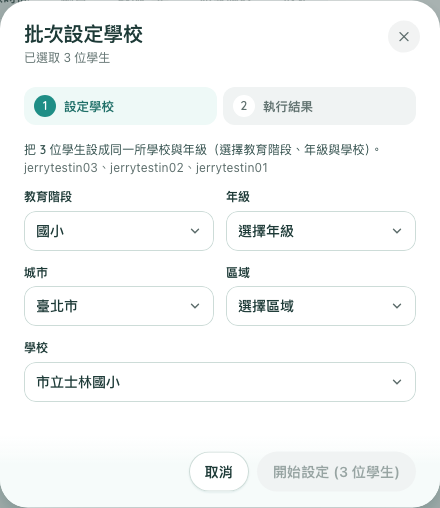 批次設定學校
已選取 3 位學生
1 設定學校
2 執行結果
把 3 位學生設成同一所學校與年級（選擇教育階段、年級與學校）。
jerrytestin03、jerrytestin02、jerrytestin01
教育階段
年級
國小
選擇年級
城市
區域
臺北市
選擇區域
學校
市立士林國小
取消
開始設定 (3 位學生)